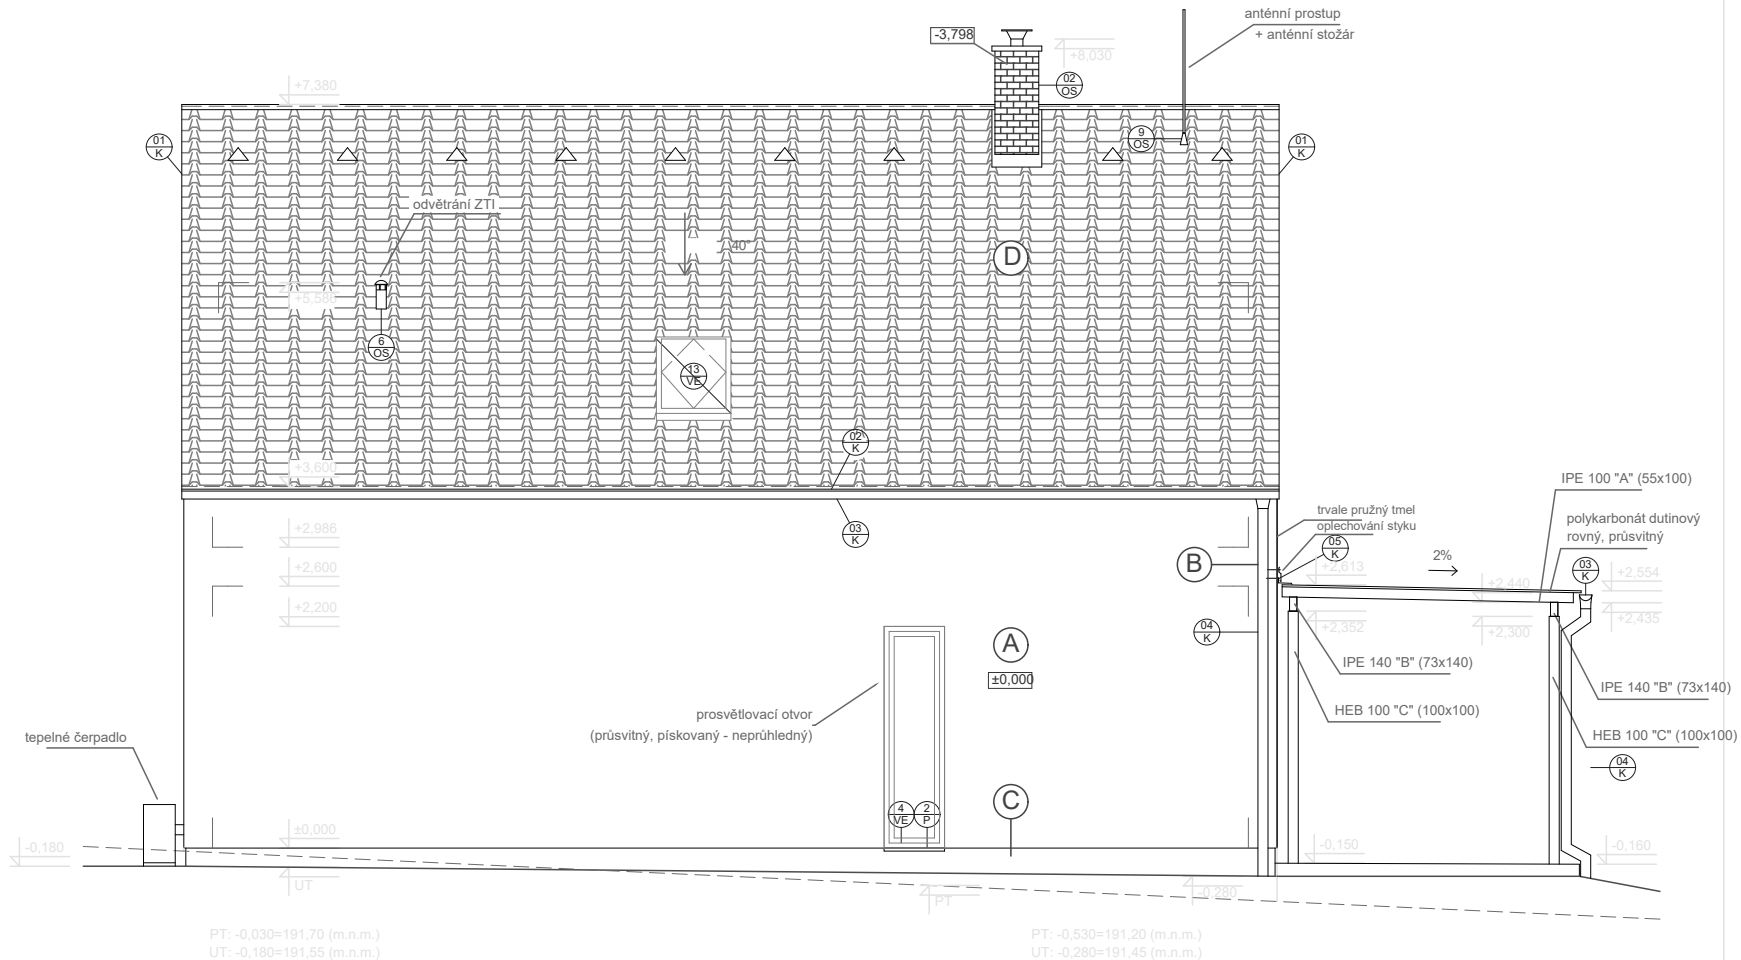 anténní prostup
+ anténní stožár
-3,798
+8,030
02
OS
+7,380
01
K
9
OS
01
K
odvětrání ZTI
40°
D
+5,586
6
OS
13
VE
02
K
+3,600
IPE 100 "A" (55x100)
trvale pružný tmel
oplechování styku
polykarbonát dutinový
rovný, průsvitný
+2,986
03
K
05
K
2%
B
+2,600
+2,613
03
K
+2,554
+2,440
+2,200
+2,435
+2,352
+2,300
04
K
A
±0,000
IPE 140 "B" (73x140)
IPE 140 "B" (73x140)
prosvětlovací otvor
(průsvitný, pískovaný - neprůhledný)
HEB 100 "C" (100x100)
HEB 100 "C" (100x100)
tepelné čerpadlo
04
K
C
4
VE
2
P
±0,000
-0,180
-0,150
-0,160
UT
PT
-0,280
PT: -0,030=191,70 (m.n.m.)
UT: -0,180=191,55 (m.n.m.)
PT: -0,530=191,20 (m.n.m.)
UT: -0,280=191,45 (m.n.m.)